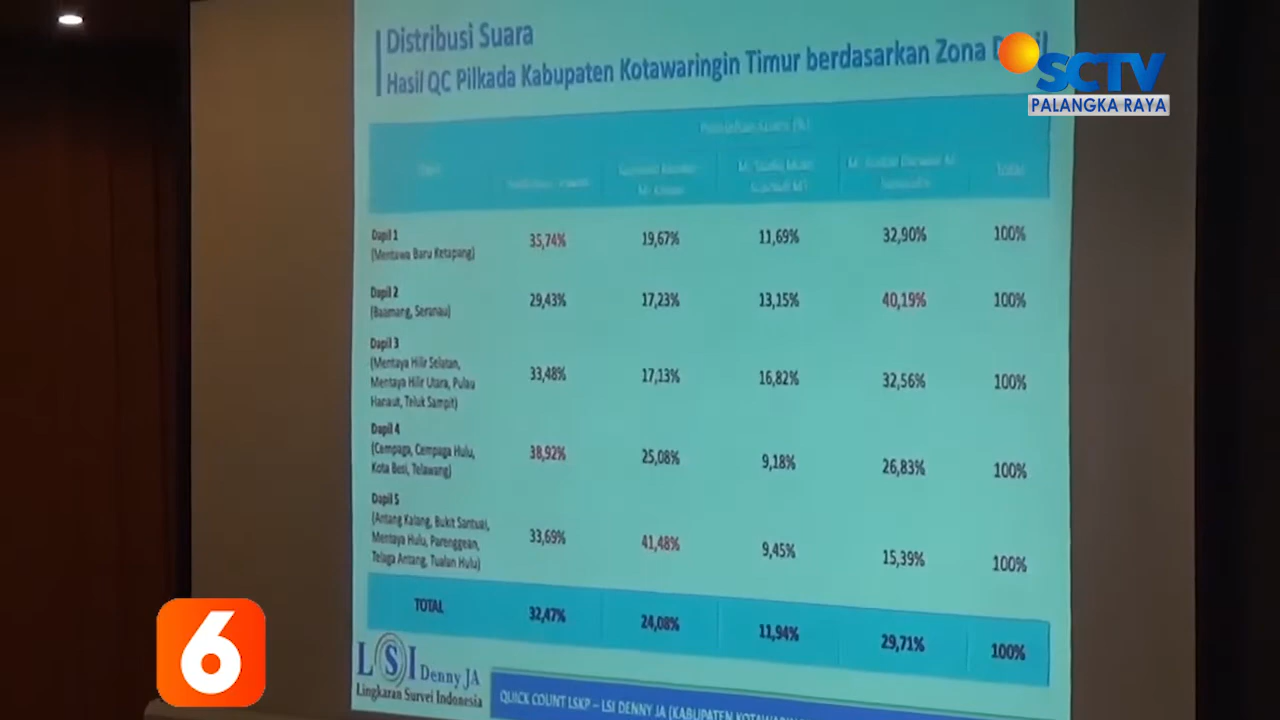 Distribusi Suara
Hasil QC Pilkada Kabupaten Kotawaringin Timur berdasarkan Zona
SCTV
PALANGKA RAYA
Perolehan Suara (%)
Dapil 1
(Mentawa Baru Ketapang)
35,74% 19,67% 11,69% 32,90% 100%
Dapil 2
(Baamang, Seranau)
29,43% 17,23% 13,15% 40,19% 100%
Dapil 3
(Mentaya Hilir Selatan,
Mentaya Hilir Utara, Pulau
Hanaut, Teluk Sampit)
33,48% 17,13% 16,82% 32,56% 100%
Dapil 4
(Cempaga, Cempaga Hulu,
Kota Besi, Telawang)
38,92% 25,08% 9,18% 26,83% 100%
Dapil 5
(Antang Kalang, Bukit Santuai,
Mentaya Hulu, Parenggean,
Telaga Antang, Tualan Hulu)
33,69% 41,48% 9,45% 15,39% 100%
TOTAL 32,47% 24,08% 11,94% 29,71% 100%
6
LSI Denny JA
Lingkaran Survei Indonesia
QUICK COUNT LSKP – LSI DENNY JA (KABUPATEN